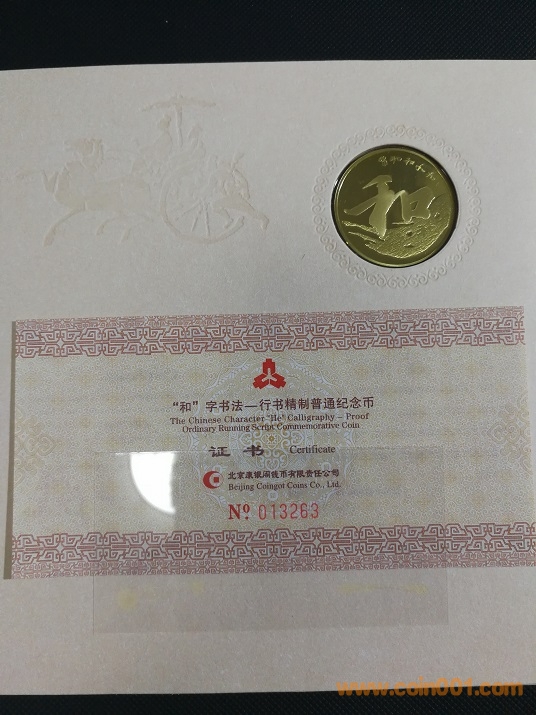 "和"字书法—行书精制普通纪念币
The Chinese Character "He" Calligraphy – Proof
Ordinary Running Script Commemorative Coin
证书 Certificate
北京康银阁钱币有限责任公司
Beijing Coingot Coins Co., Ltd.
Nº 013263
www.coin001.com